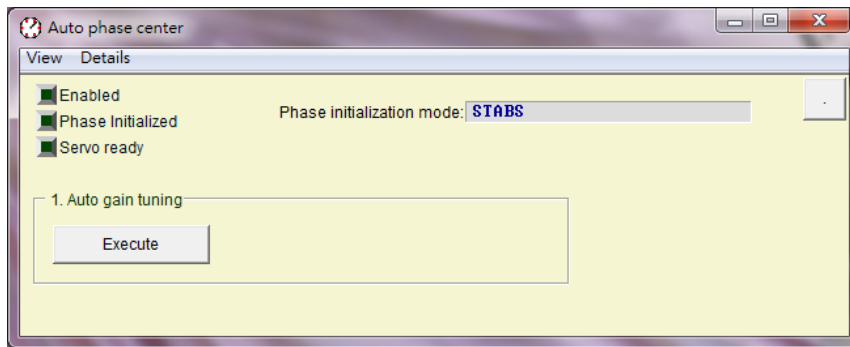 Auto phase center
View Details
Enabled
Phase Initialized
Servo ready
Phase initialization mode: STABS
.
1. Auto gain tuning
Execute